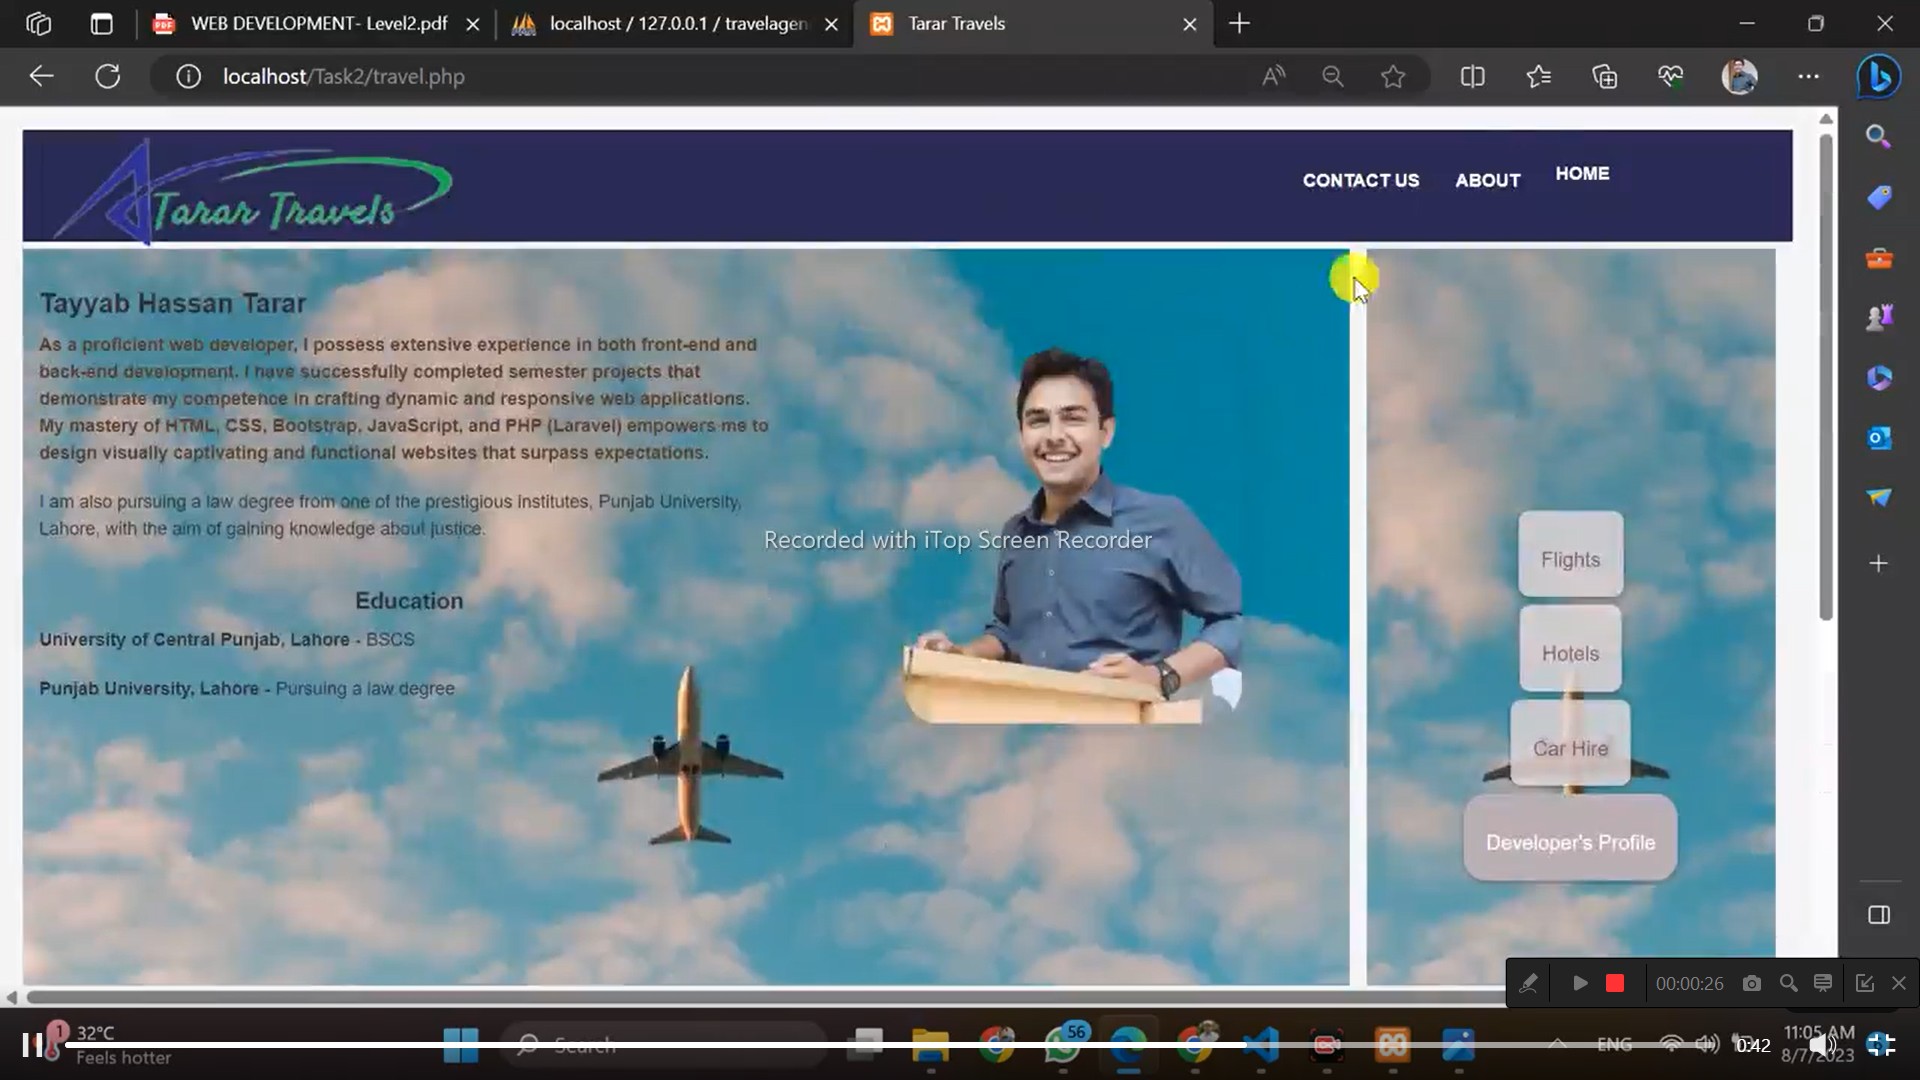 WEB DEVELOPMENT- Level2.pdf
localhost / 127.0.0.1 / travelagen
Tarar Travels
localhost/Task2/travel.php
Tarar Travels
CONTACT US
ABOUT
HOME
Tayyab Hassan Tarar
As a proficient web developer, I possess extensive experience in both front-end and
back-end development. I have successfully completed semester projects that
demonstrate my competence in crafting dynamic and responsive web applications.
My mastery of HTML, CSS, Bootstrap, JavaScript, and PHP (Laravel) empowers me to
design visually captivating and functional websites that surpass expectations.
I am also pursuing a law degree from one of the prestigious institutes, Punjab University,
Lahore, with the aim of gaining knowledge about justice.
Recorded with iTop Screen Recorder
Education
University of Central Punjab, Lahore - BSCS
Punjab University, Lahore - Pursuing a law degree
Flights
Hotels
Car Hire
Developer's Profile
00:00:26
1
32°C
Feels hotter
Search
56
ENG
0:42
11:05 AM
8/7/2023